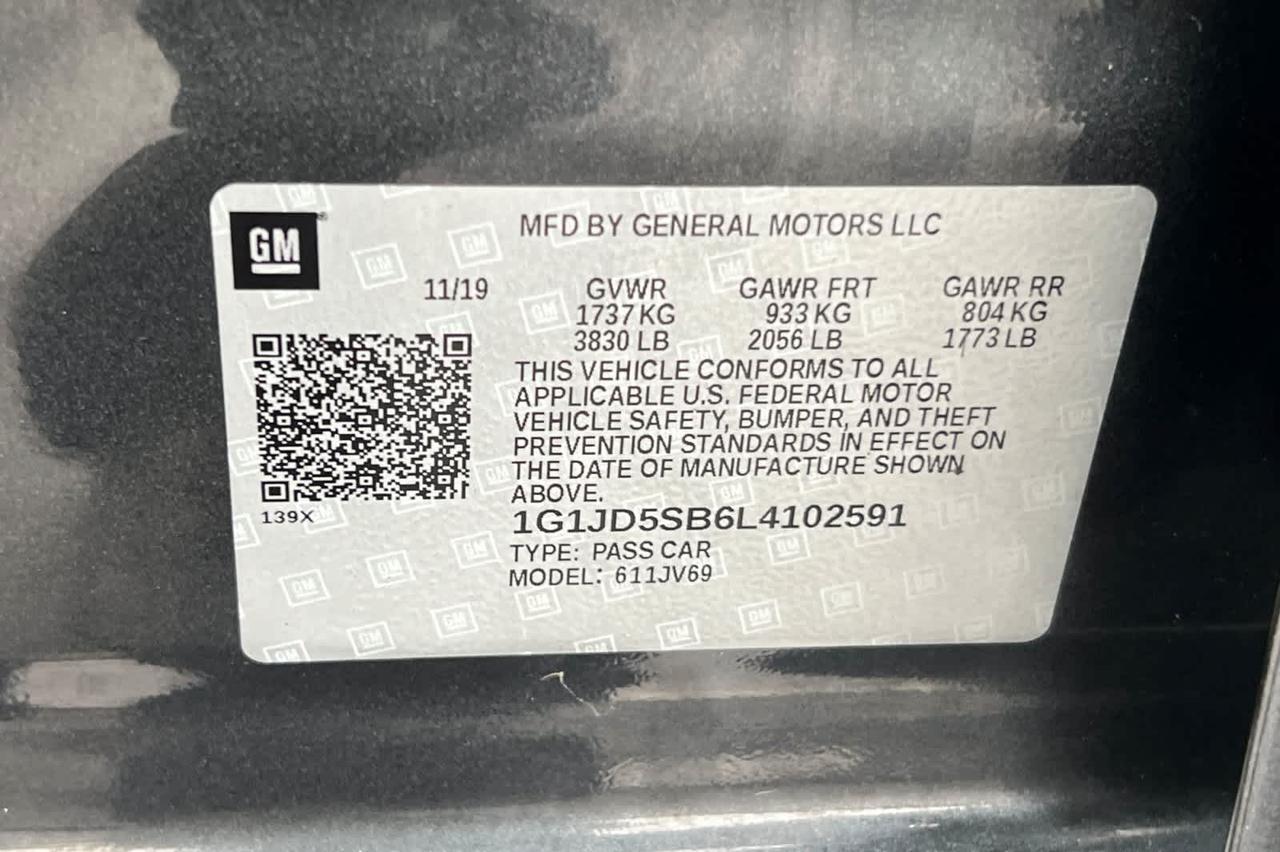 GM
MFD BY GENERAL MOTORS LLC
11/19 GVWR GAWR FRT GAWR RR
1737 KG 933 KG 804 KG
3830 LB 2056 LB 1773 LB
THIS VEHICLE CONFORMS TO ALL
APPLICABLE U.S. FEDERAL MOTOR
VEHICLE SAFETY, BUMPER, AND THEFT
PREVENTION STANDARDS IN EFFECT ON
THE DATE OF MANUFACTURE SHOWN
ABOVE.
139X
1G1JD5SB6L4102591
TYPE: PASS CAR
MODEL: 611JV69